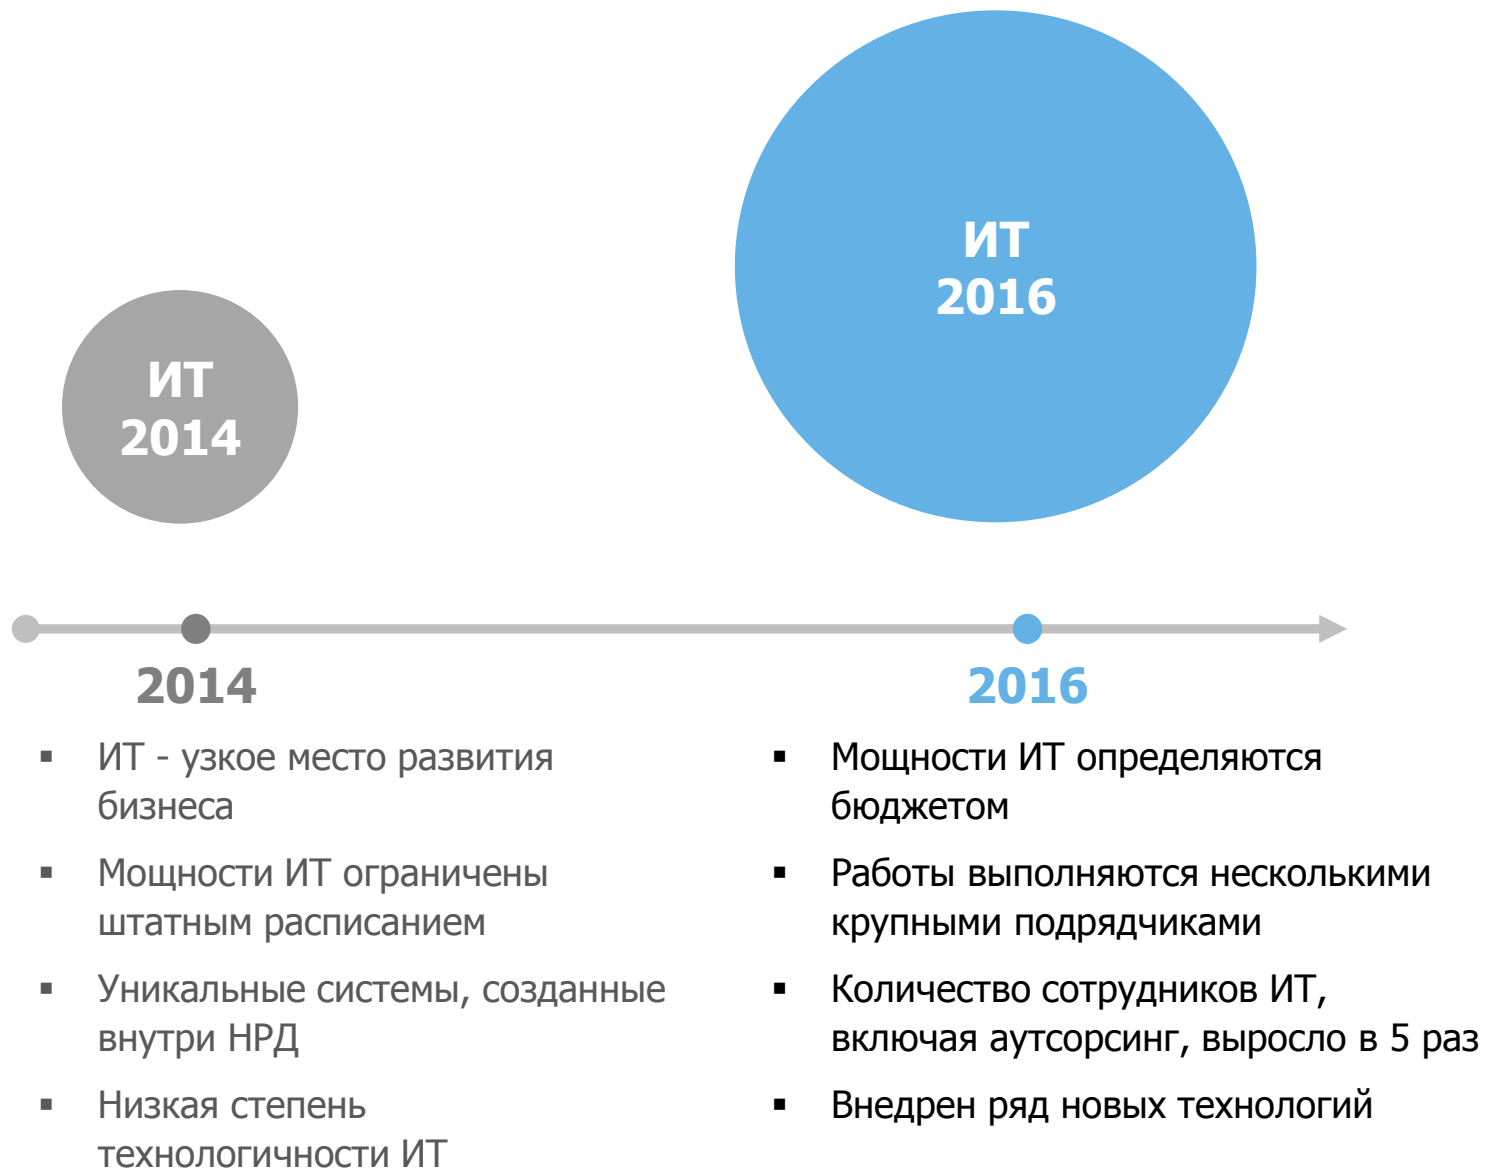 ИТ
2014
ИТ
2016
2014
▪ ИТ - узкое место развития
бизнеса
▪ Мощности ИТ ограничены
штатным расписанием
▪ Уникальные системы, созданные
внутри НРД
▪ Низкая степень
технологичности ИТ
2016
▪ Мощности ИТ определяются
бюджетом
▪ Работы выполняются несколькими
крупными подрядчиками
▪ Количество сотрудников ИТ,
включая аутсорсинг, выросло в 5 раз
▪ Внедрен ряд новых технологий